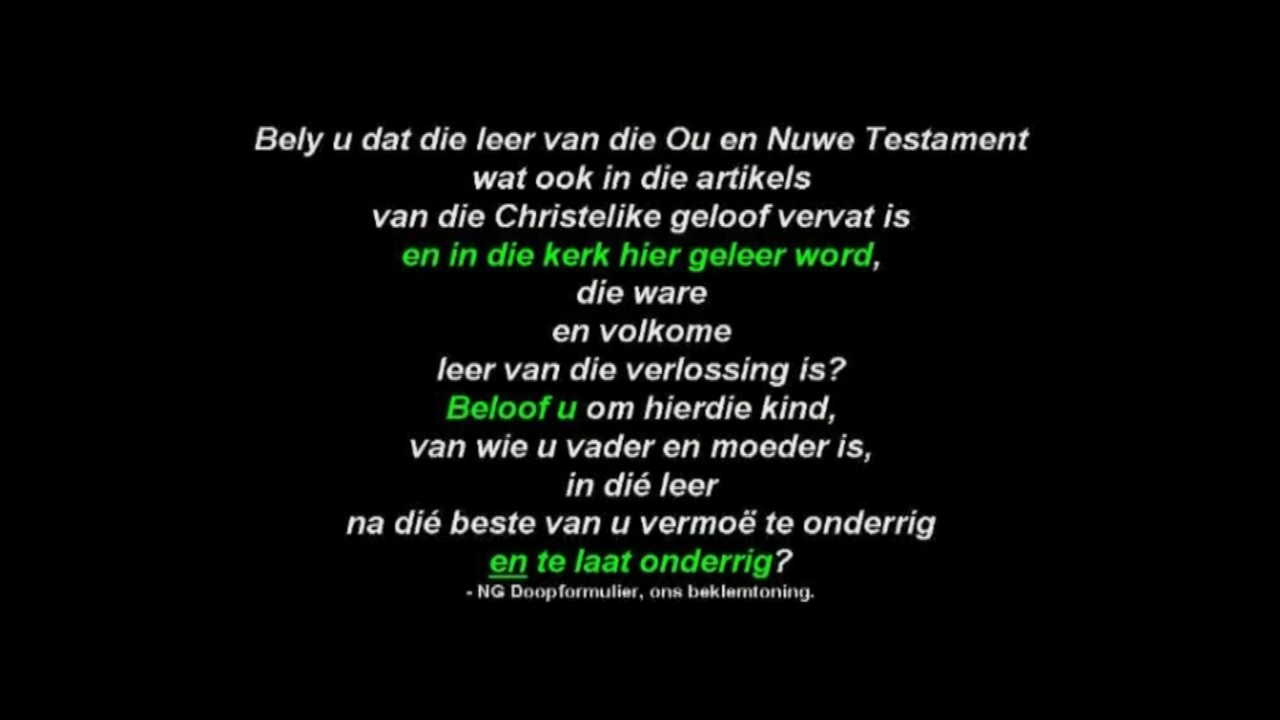 Bely u dat die leer van die Ou en Nuwe Testament
wat ook in die artikels
van die Christelike geloof vervat is
en in die kerk hier geleer word,
die ware
en volkome
leer van die verlossing is?
Beloof u om hierdie kind,
van wie u vader en moeder is,
in dié leer
na dié beste van u vermoë te onderrig
en te laat onderrig?
- NG Doopformulier, ons beklemtoning.